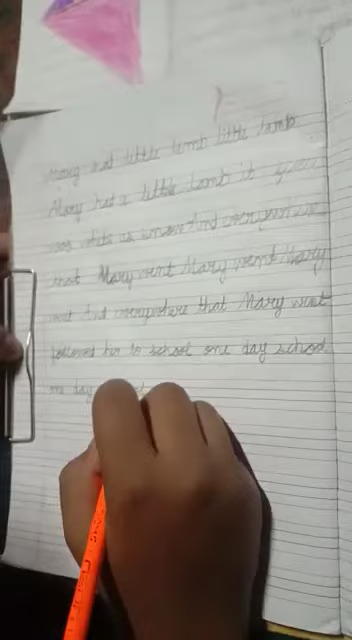 Mary had little lamb little lamb
Mary had a little lamb it
was white as snow And everywhere
that Mary went Mary went Mary
went And everywhere that Mary went
followed her to school one day school
one day